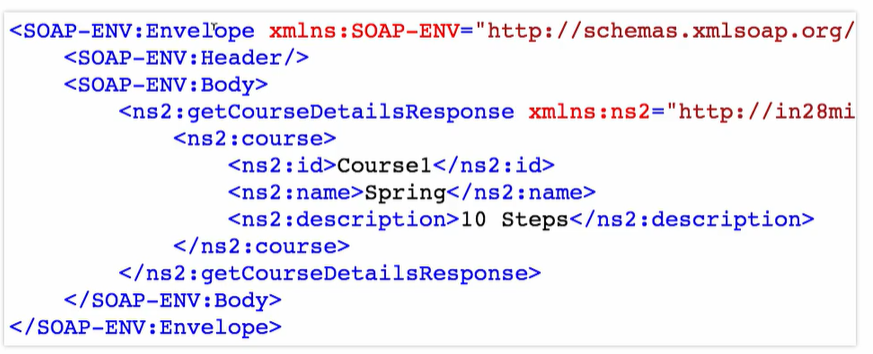 <SOAP-ENV:Envelope xmlns:SOAP-ENV="http://schemas.xmlsoap.org/
<SOAP-ENV:Header/>
<SOAP-ENV:Body>
<ns2:getCourseDetailsResponse xmlns:ns2="http://in28mi
<ns2:course>
<ns2:id>Course1</ns2:id>
<ns2:name>Spring</ns2:name>
<ns2:description>10 Steps</ns2:description>
</ns2:course>
</ns2:getCourseDetailsResponse>
</SOAP-ENV:Body>
</SOAP-ENV:Envelope>